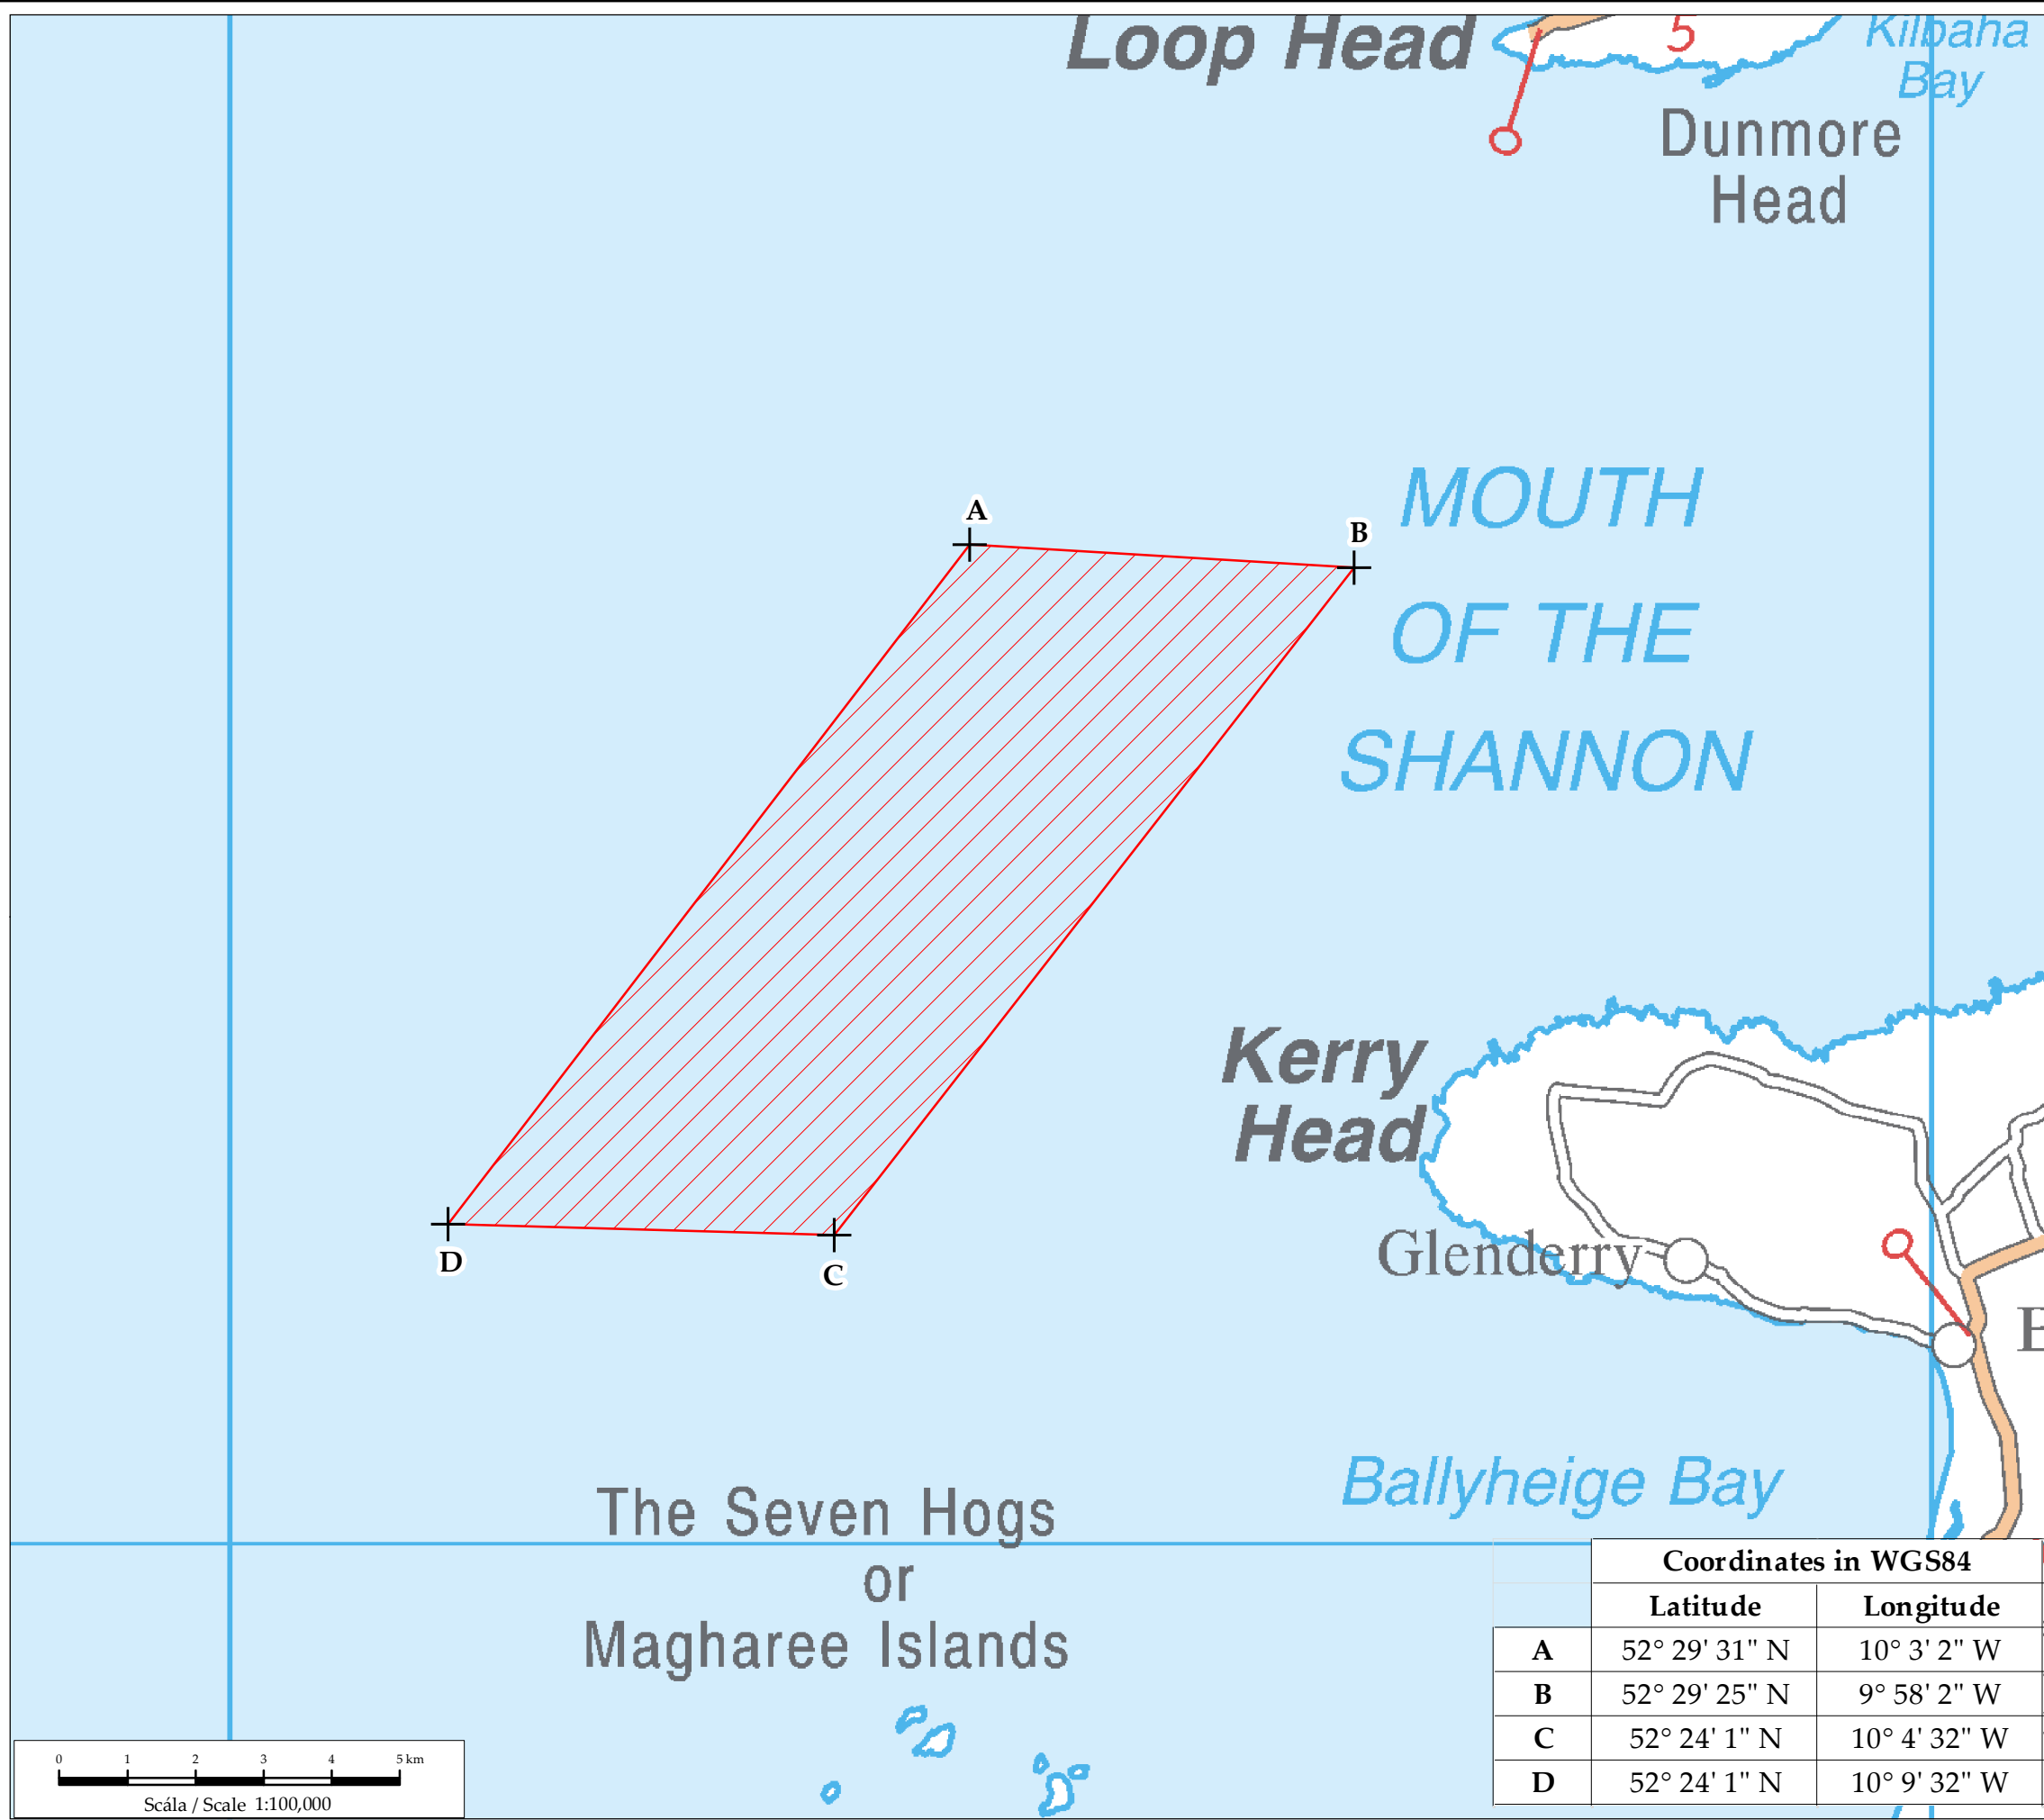 Loop Head
5
Kilbaha
Bay
Dunmore
Head
A
B
MOUTH
OF THE
SHANNON
Kerry
Head
D
C
Glenderry
Ballyheige Bay
The Seven Hogs
or
Magharee Islands
Coordinates in WGS84
Latitude Longitude
A 52° 29' 31" N 10° 3' 2" W
B 52° 29' 25" N 9° 58' 2" W
C 52° 24' 1" N 10° 4' 32" W
D 52° 24' 1" N 10° 9' 32" W
0 1 2 3 4 5 km
Scála / Scale 1:100,000